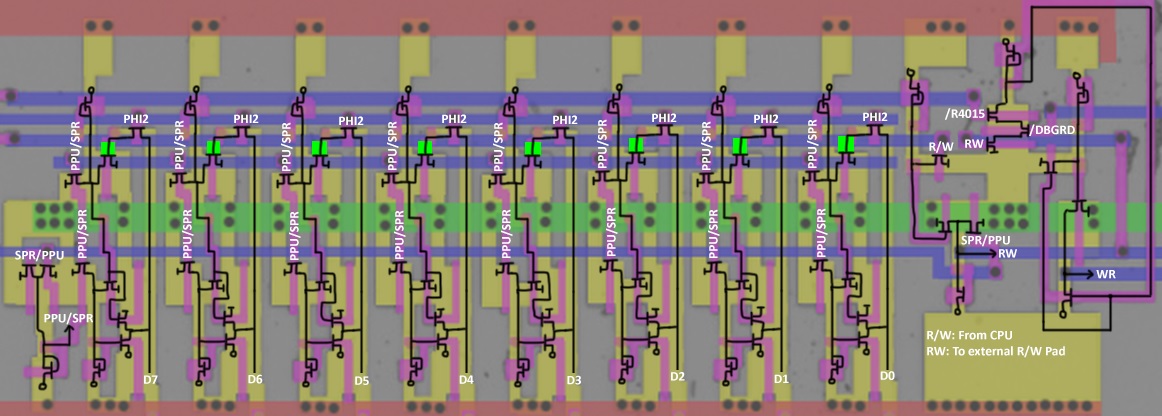 PHI2 PHI2 PHI2 PHI2 PHI2 PHI2 PHI2 PHI2
PPU/SPR PPU/SPR PPU/SPR PPU/SPR PPU/SPR PPU/SPR PPU/SPR PPU/SPR
/R4015
/DBGRD
R/W RW
PPU/SPR PPU/SPR PPU/SPR PPU/SPR PPU/SPR PPU/SPR PPU/SPR PPU/SPR
SPR/PPU
SPR/PPU
RW
WR
PPU/SPR
R/W: From CPU
RW: To external R/W Pad
D7 D6 D5 D4 D3 D2 D1 D0